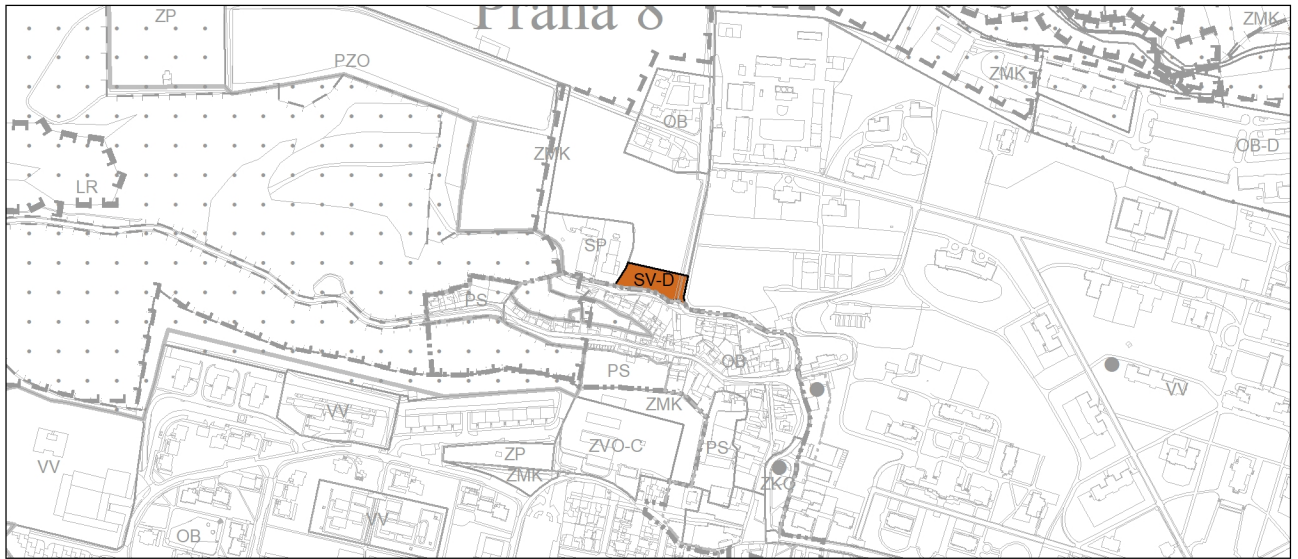 Praha 8
ZP
ZMK
PZO
ZMK
OB
ZMK
OB-D
LR
SP
SV-D
PS
OB
PS
VV
ZMK
VV
ZVO-C
PS
VV
ZP
ZMK
ZKC
OB
VV